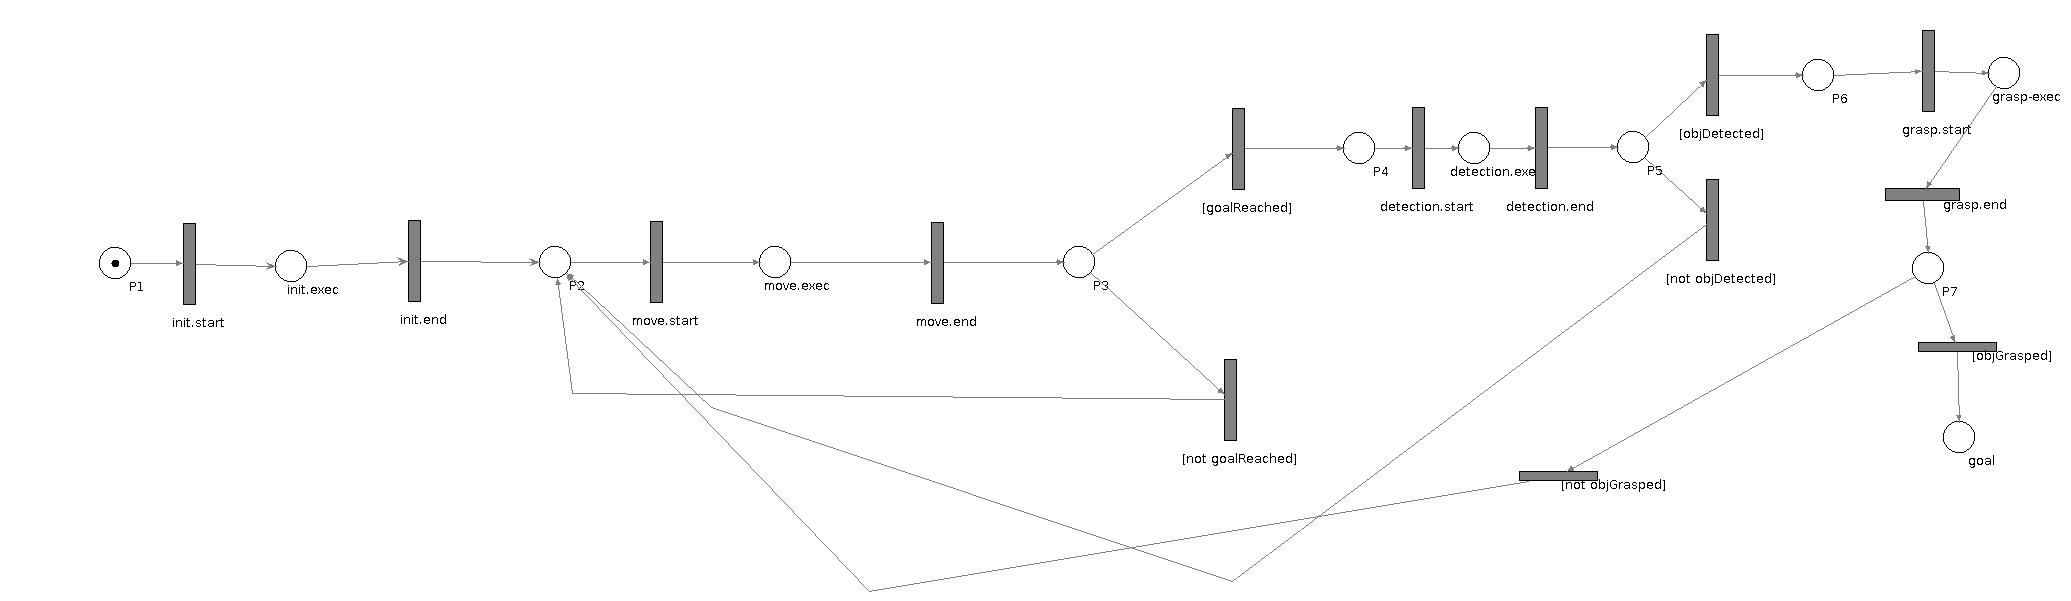 P6
grasp-exec
[objDetected]
grasp.start
P4
detection.exe
P5
[goalReached]
detection.start
detection.end
grasp.end
[not objDetected]
P1
init.exec
P2
move.exec
P3
P7
init.start
init.end
move.start
move.end
[objGrasped]
[not goalReached]
goal
[not objGrasped]